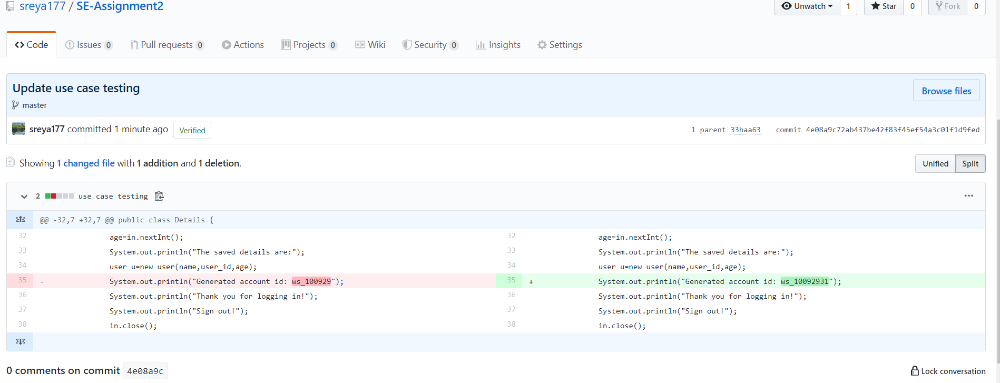 sreya177 / SE-Assignment2
Unwatch 1 Star 0 Fork 0
Code Issues 0 Pull requests 0 Actions Projects 0 Wiki Security 0 Insights Settings
Update use case testing
Browse files
master
sreya177 committed 1 minute ago Verified 1 parent 33baa63 commit 4e08a9c72ab437be42f83f45ef54a3c01f1d9fed
Showing 1 changed file with 1 addition and 1 deletion.
Unified Split
2 use case testing
@@ -32,7 +32,7 @@ public class Details {
32 age=in.nextInt(); 32 age=in.nextInt();
33 System.out.println("The saved details are:"); 33 System.out.println("The saved details are:");
34 user u=new user(name,user_id,age); 34 user u=new user(name,user_id,age);
35 - System.out.println("Generated account id: ws_100929"); 35 + System.out.println("Generated account id: ws_10092931");
36 System.out.println("Thank you for logging in!"); 36 System.out.println("Thank you for logging in!");
37 System.out.println("Sign out!"); 37 System.out.println("Sign out!");
38 in.close(); 38 in.close();
0 comments on commit 4e08a9c
Lock conversation